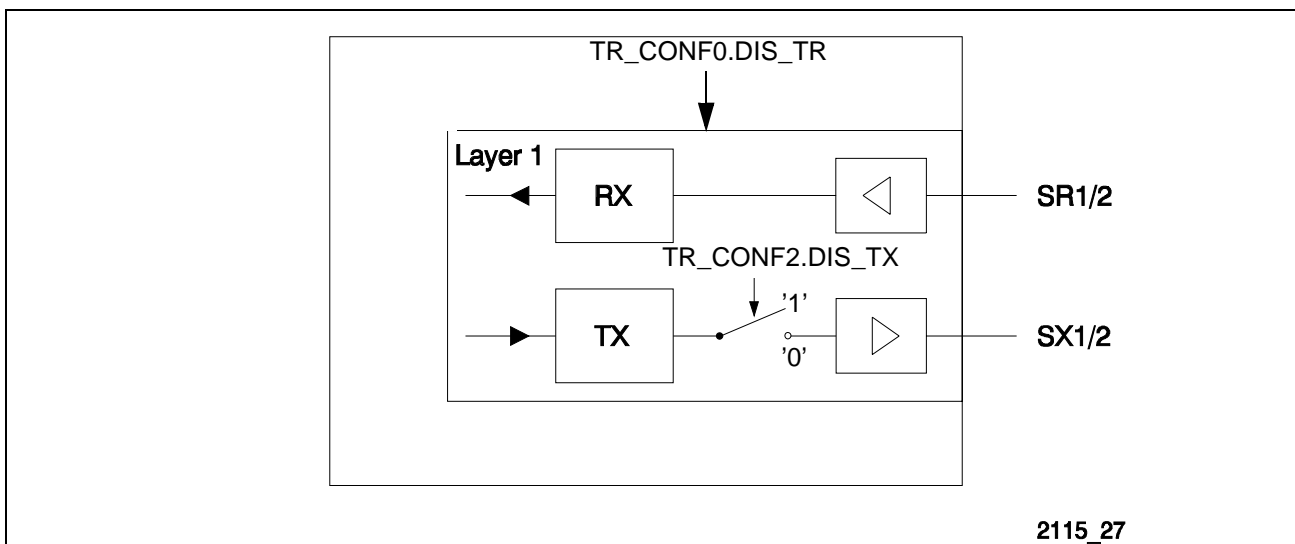 TR_CONF0.DIS_TR
Layer 1
RX
SR1/2
TR_CONF2.DIS_TX
'1'
TX
'0'
SX1/2
2115_27